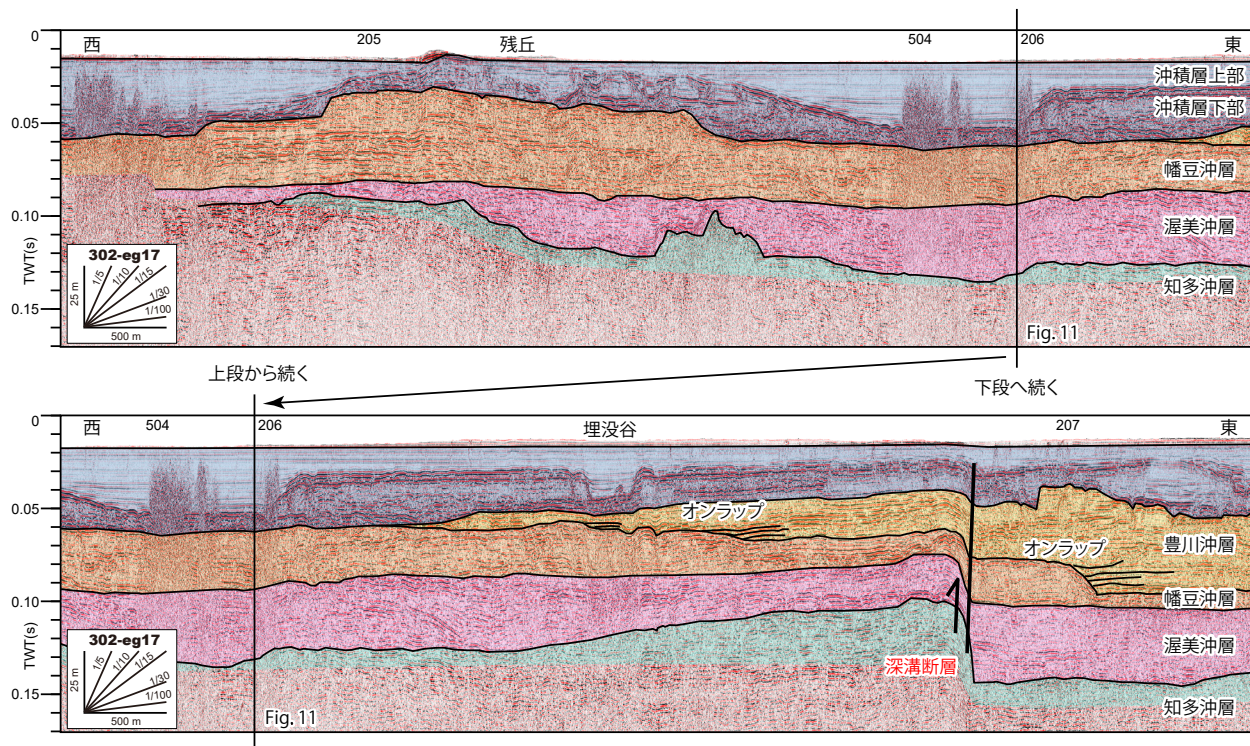 0
西
205
残丘
504
206
東
沖積層上部
沖積層下部
0.05
幡豆沖層
0.10
渥美沖層
TWT(s)
302-eg17
1/5
1/10
1/15
1/30
1/100
25 m
500 m
知多沖層
0.15
Fig. 11
上段から続く
下段へ続く
0
西
504
206
埋没谷
207
東
0.05
オンラップ
豊川沖層
オンラップ
0.10
幡豆沖層
TWT(s)
302-eg17
1/5
1/10
1/15
1/30
1/100
25 m
500 m
渥美沖層
深溝断層
0.15
知多沖層
Fig. 11